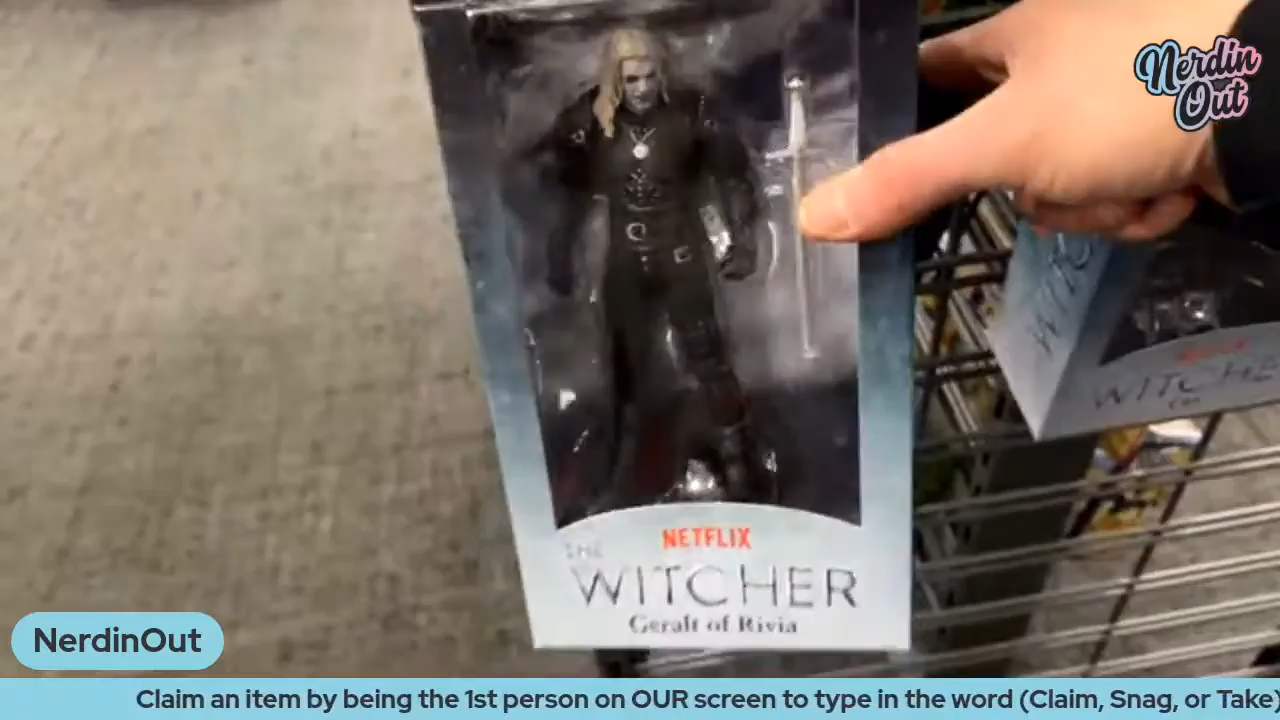 Nerdin
Out
NETFLIX
THE
WITCHER
Geralt of Rivia
NETFLIX
WITCHE
NerdinOut
Claim an item by being the 1st person on OUR screen to type in the word (Claim, Snag, or Take)